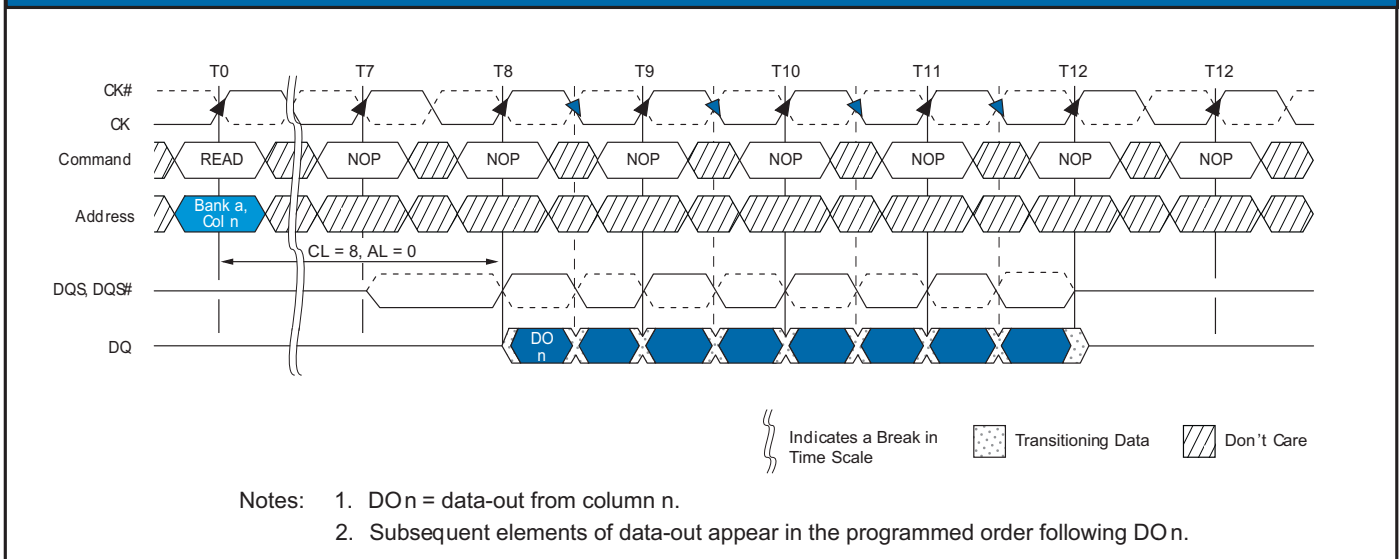 T0 T7 T8 T9 T10 T11 T12 T12
CK#
CK
Command READ NOP NOP NOP NOP NOP NOP NOP
Address Bank a,
Col n
CL = 8, AL = 0
DQS, DQS#
DQ DO
n
Indicates a Break in
Time Scale
Transitioning Data
Don't Care
Notes: 1. DOn = data-out from column n.
2. Subsequent elements of data-out appear in the programmed order following DOn.